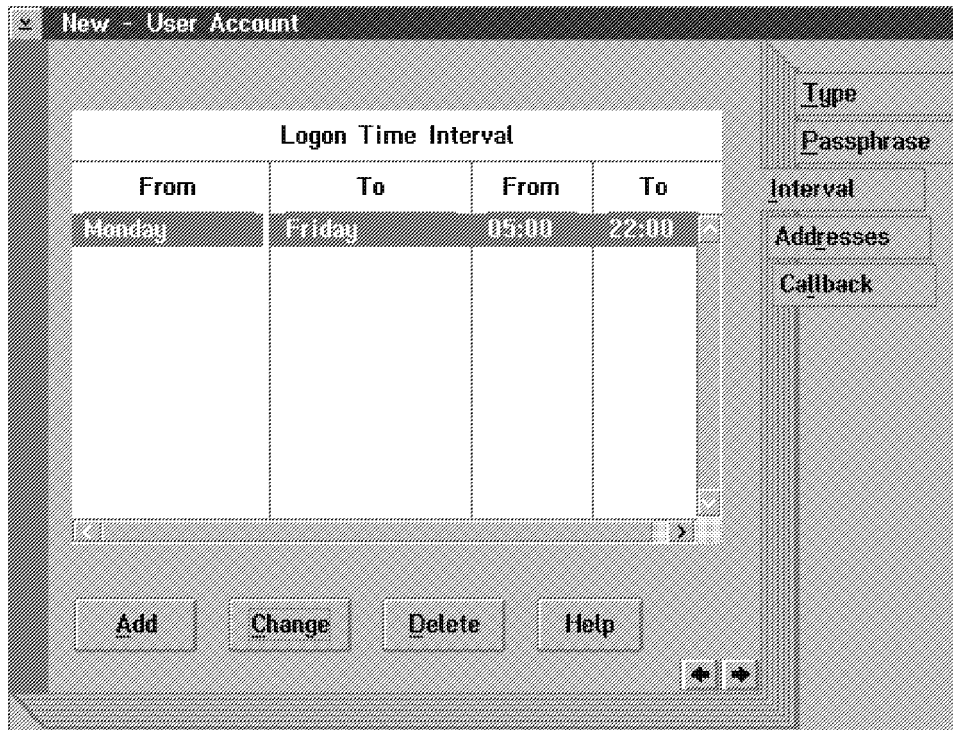 New - User Account
Type
Passphrase
Interval
Addresses
Callback
Logon Time Interval
From To From To
Monday Friday 05:00 22:00
Add Change Delete Help